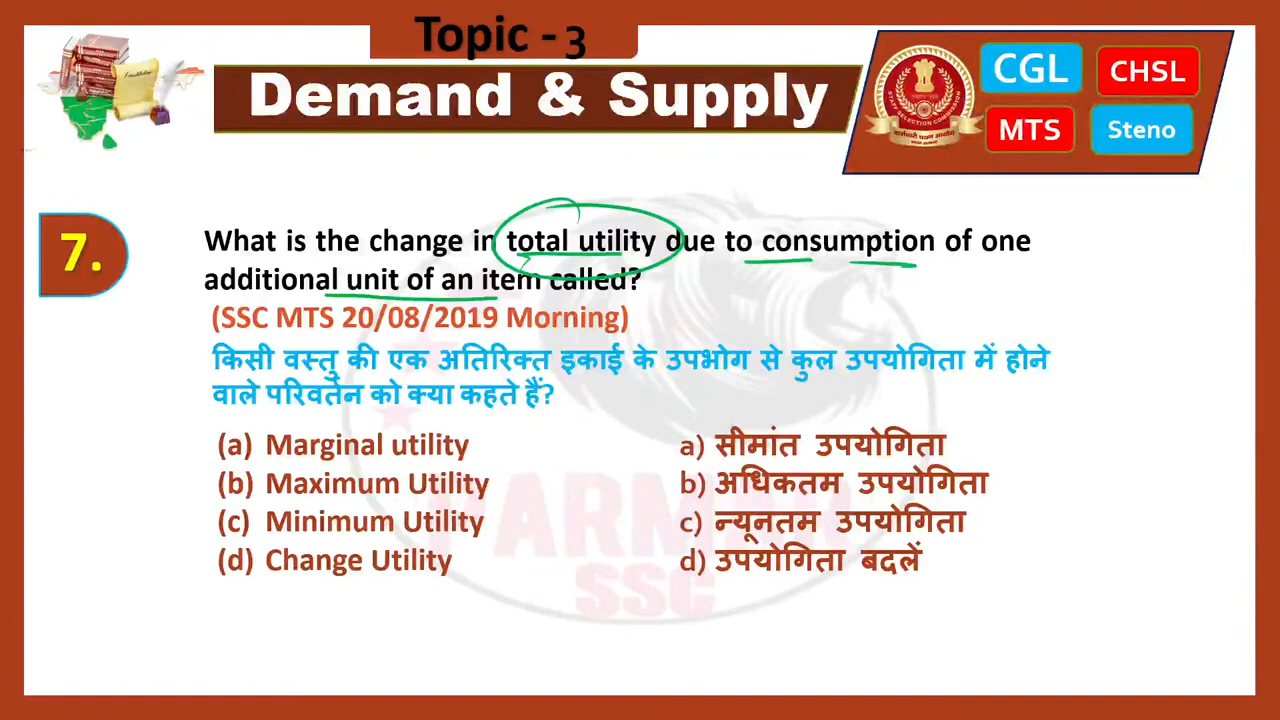 Topic - 3
Demand & Supply
CGL
CHSL
MTS
Steno
7.
What is the change in total utility due to consumption of one
additional unit of an item called?
(SSC MTS 20/08/2019 Morning)
किसी वस्तु की एक अतिरिक्त इकाई के उपभोग से कुल उपयोगिता में होने
वाले परिवर्तन को क्या कहते हैं?
(a) Marginal utility
(b) Maximum Utility
(c) Minimum Utility
(d) Change Utility
a) सीमांत उपयोगिता
b) अधिकतम उपयोगिता
c) न्यूनतम उपयोगिता
d) उपयोगिता बदलें
PARMAR
SSC